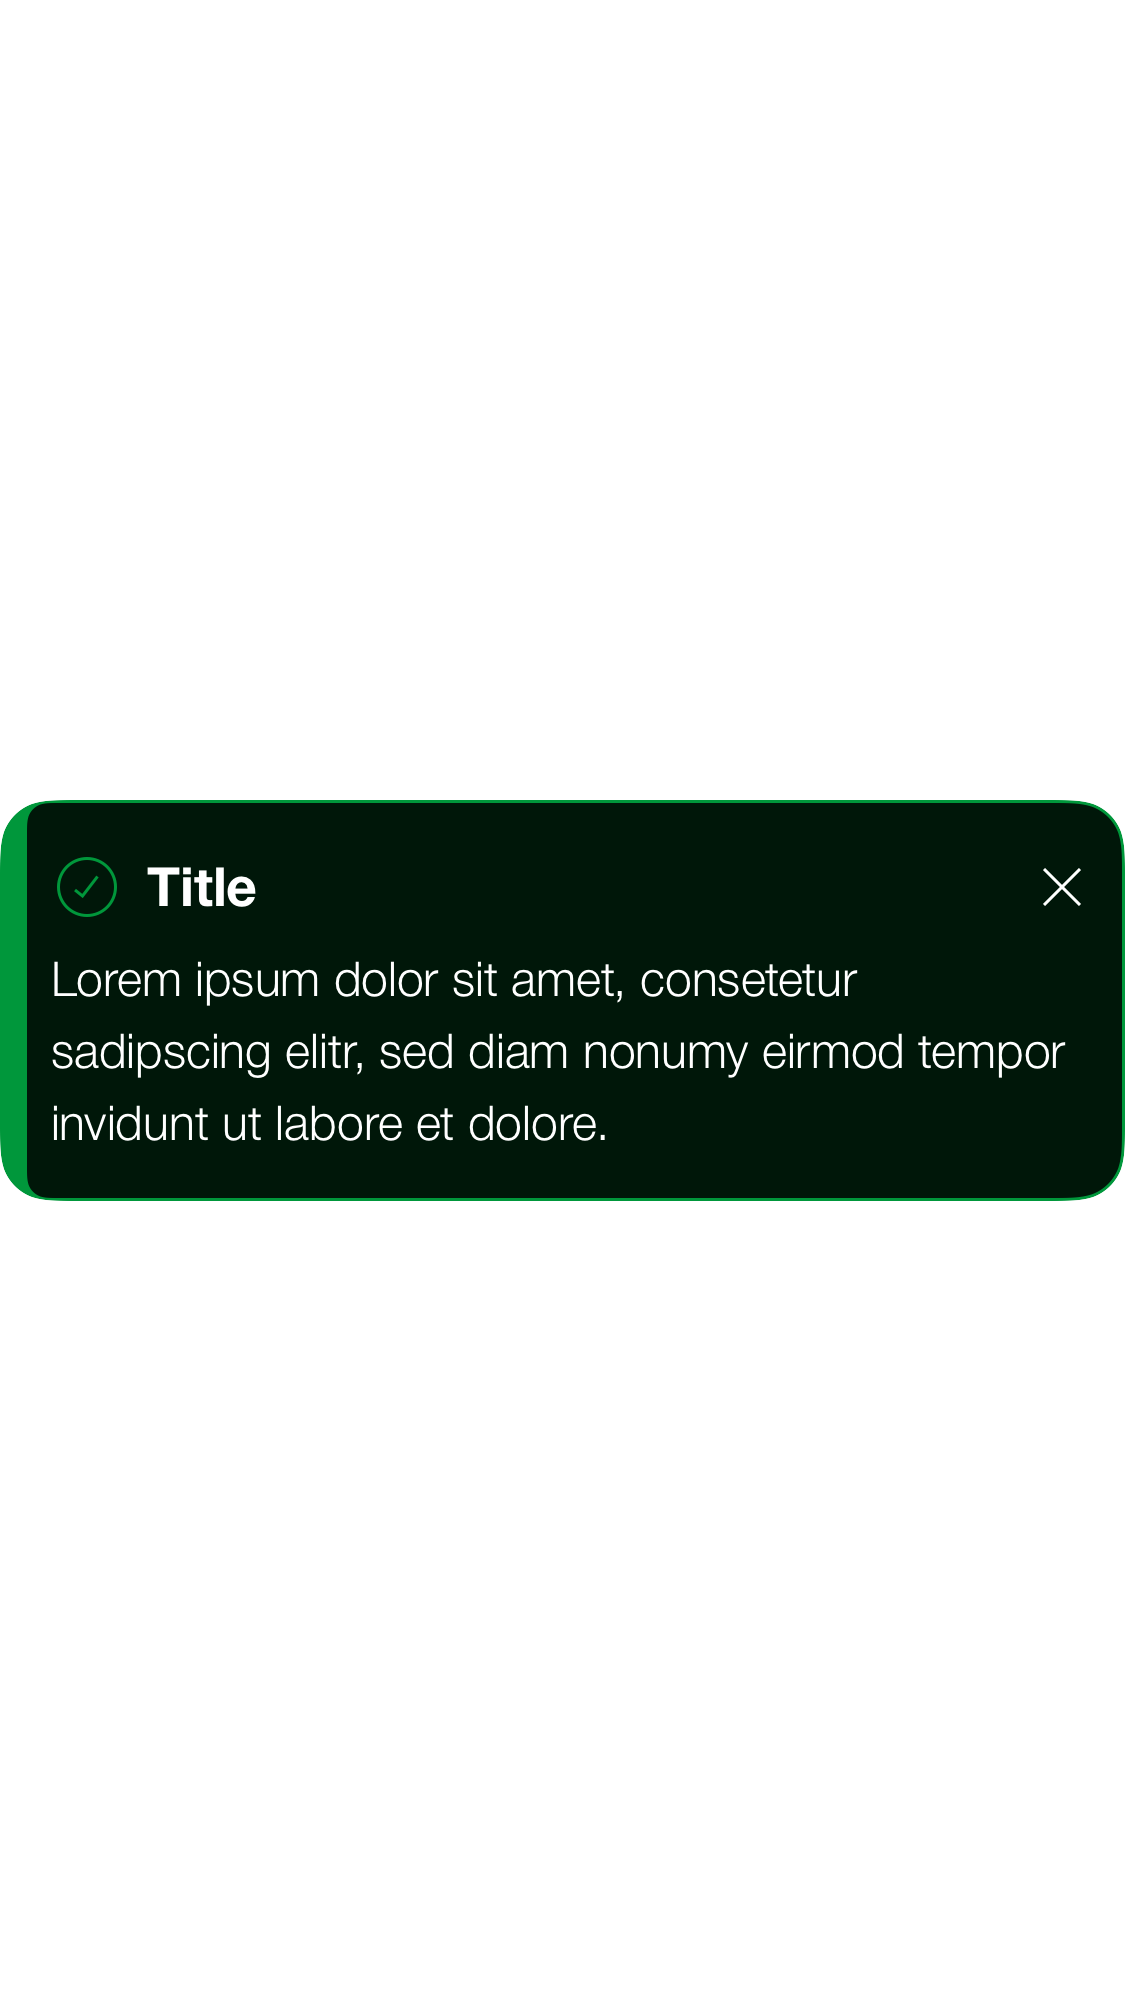 Title
Lorem ipsum dolor sit amet, consetetur
sadipscing elitr, sed diam nonumy eirmod tempor
invidunt ut labore et dolore.